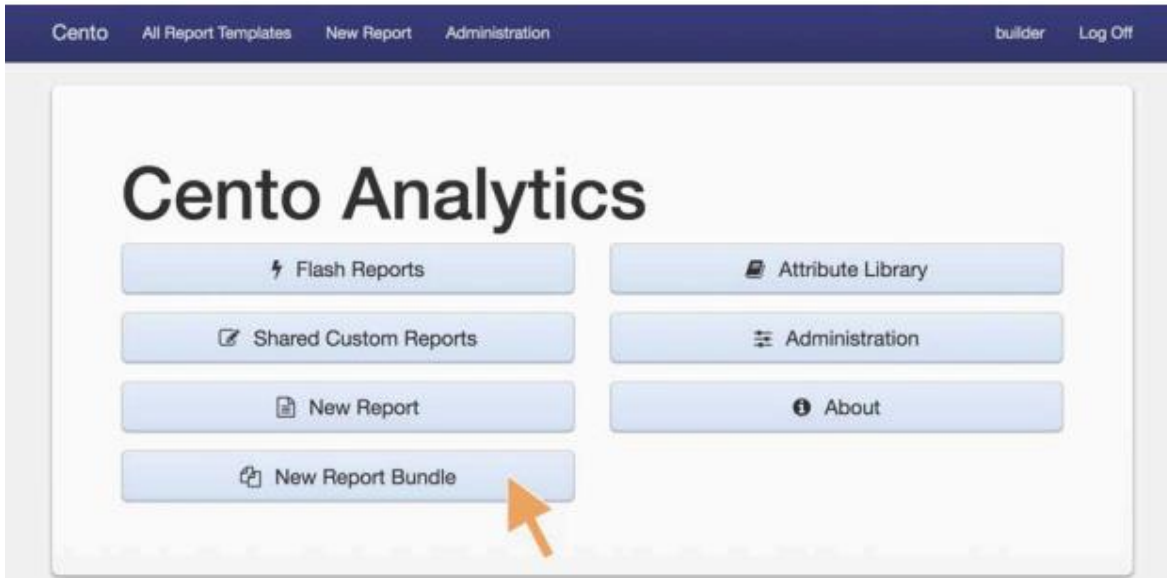 Cento All Report Templates New Report Administration builder Log Off
Cento Analytics
Flash Reports
Attribute Library
Shared Custom Reports
Administration
New Report
About
New Report Bundle